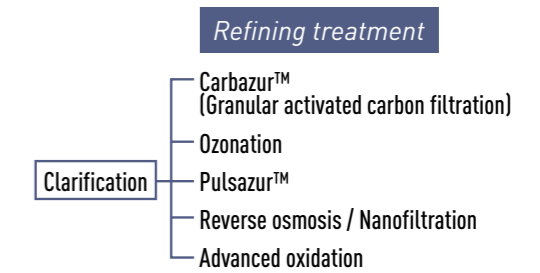 Refining treatment
Carbazur™
(Granular activated carbon filtration)
Ozonation
Clarification
Pulsazur™
Reverse osmosis / Nanofiltration
Advanced oxidation